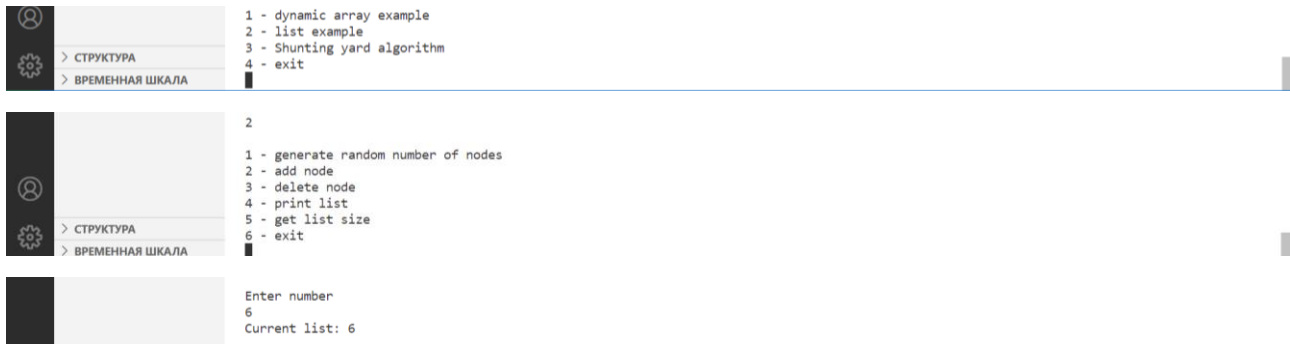 1 - dynamic array example
2 - list example
3 - Shunting yard algorithm
4 - exit
> СТРУКТУРА
> ВРЕМЕННАЯ ШКАЛА
2
1 - generate random number of nodes
2 - add node
3 - delete node
4 - print list
5 - get list size
6 - exit
> СТРУКТУРА
> ВРЕМЕННАЯ ШКАЛА
Enter number
6
Current list: 6